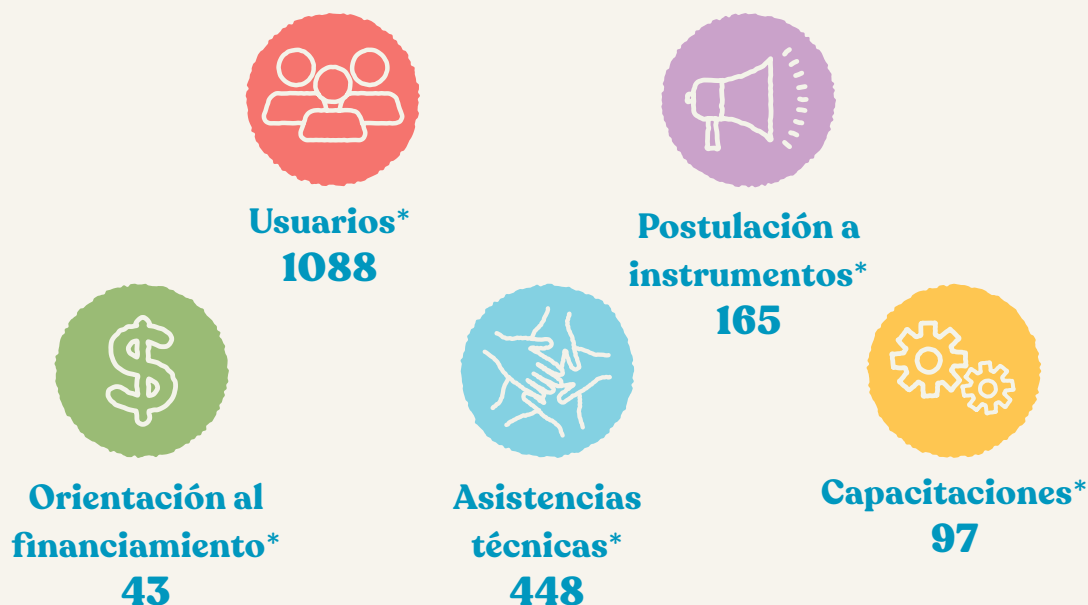 Usuarios*
1088
Postulación a
instrumentos*
165
Orientación al
financiamiento*
43
Asistencias
técnicas*
448
Capacitaciones*
97